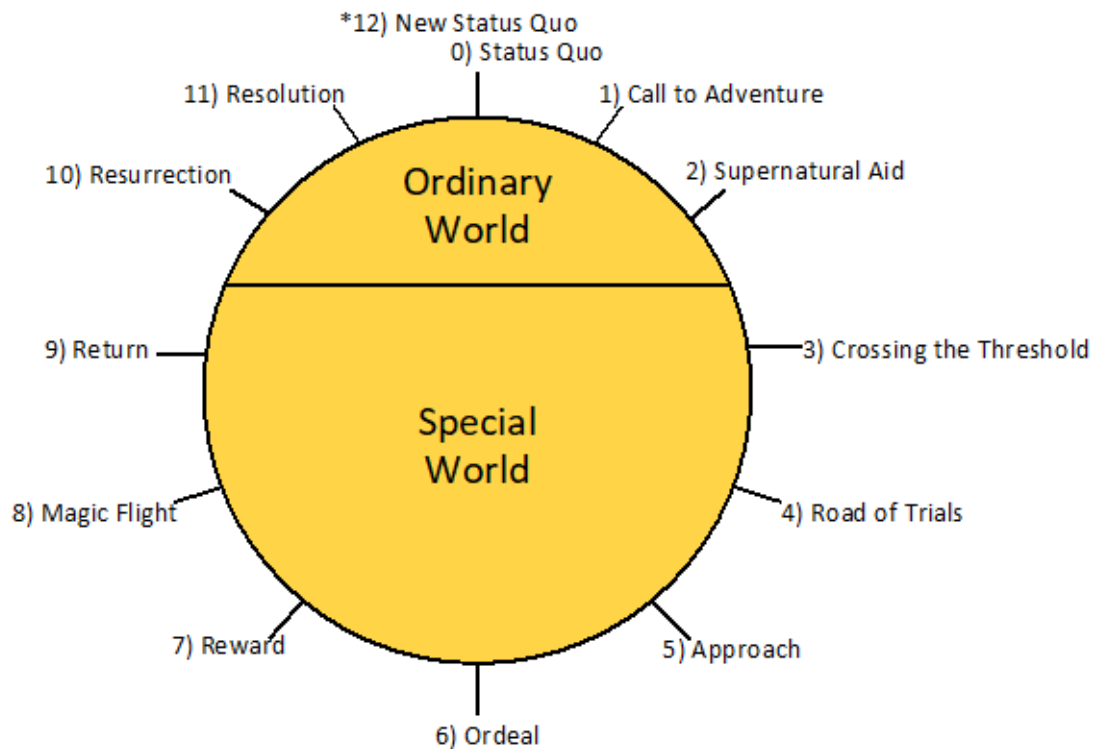 *12) New Status Quo
0) Status Quo
11) Resolution
1) Call to Adventure
10) Resurrection
2) Supernatural Aid
Ordinary
World
9) Return
3) Crossing the Threshold
Special
World
8) Magic Flight
4) Road of Trials
7) Reward
5) Approach
6) Ordeal